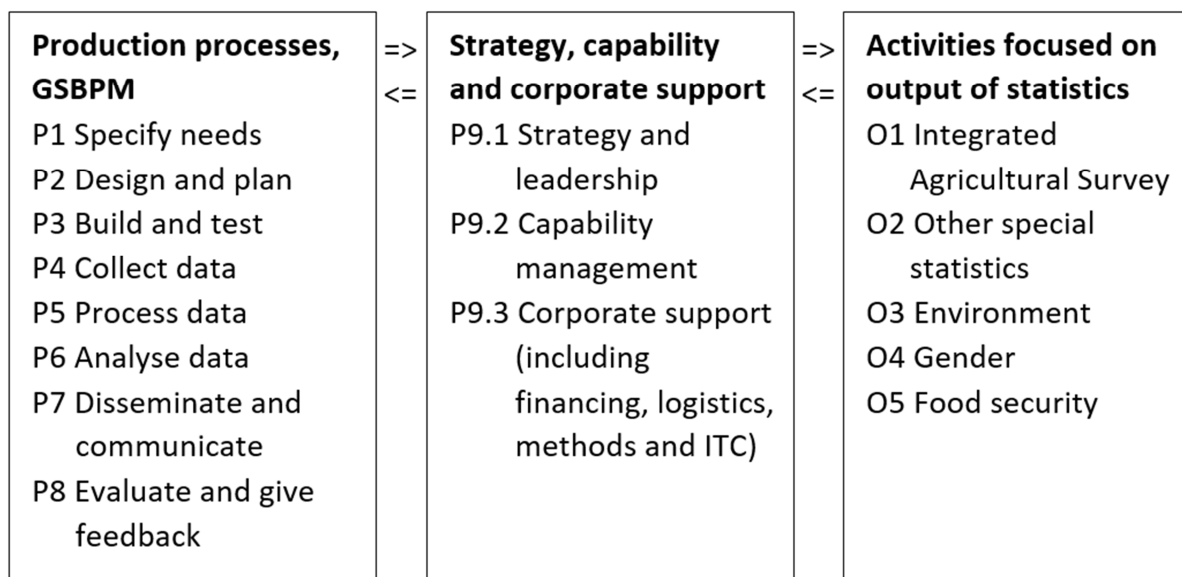 Production processes,
GSBPM
P1 Specify needs
P2 Design and plan
P3 Build and test
P4 Collect data
P5 Process data
P6 Analyse data
P7 Disseminate and
communicate
P8 Evaluate and give
feedback
=>
<=
Strategy, capability
and corporate support
P9.1 Strategy and
leadership
P9.2 Capability
management
P9.3 Corporate support
(including
financing, logistics,
methods and ITC)
=>
<=
Activities focused on
output of statistics
O1 Integrated
Agricultural Survey
O2 Other special
statistics
O3 Environment
O4 Gender
O5 Food security